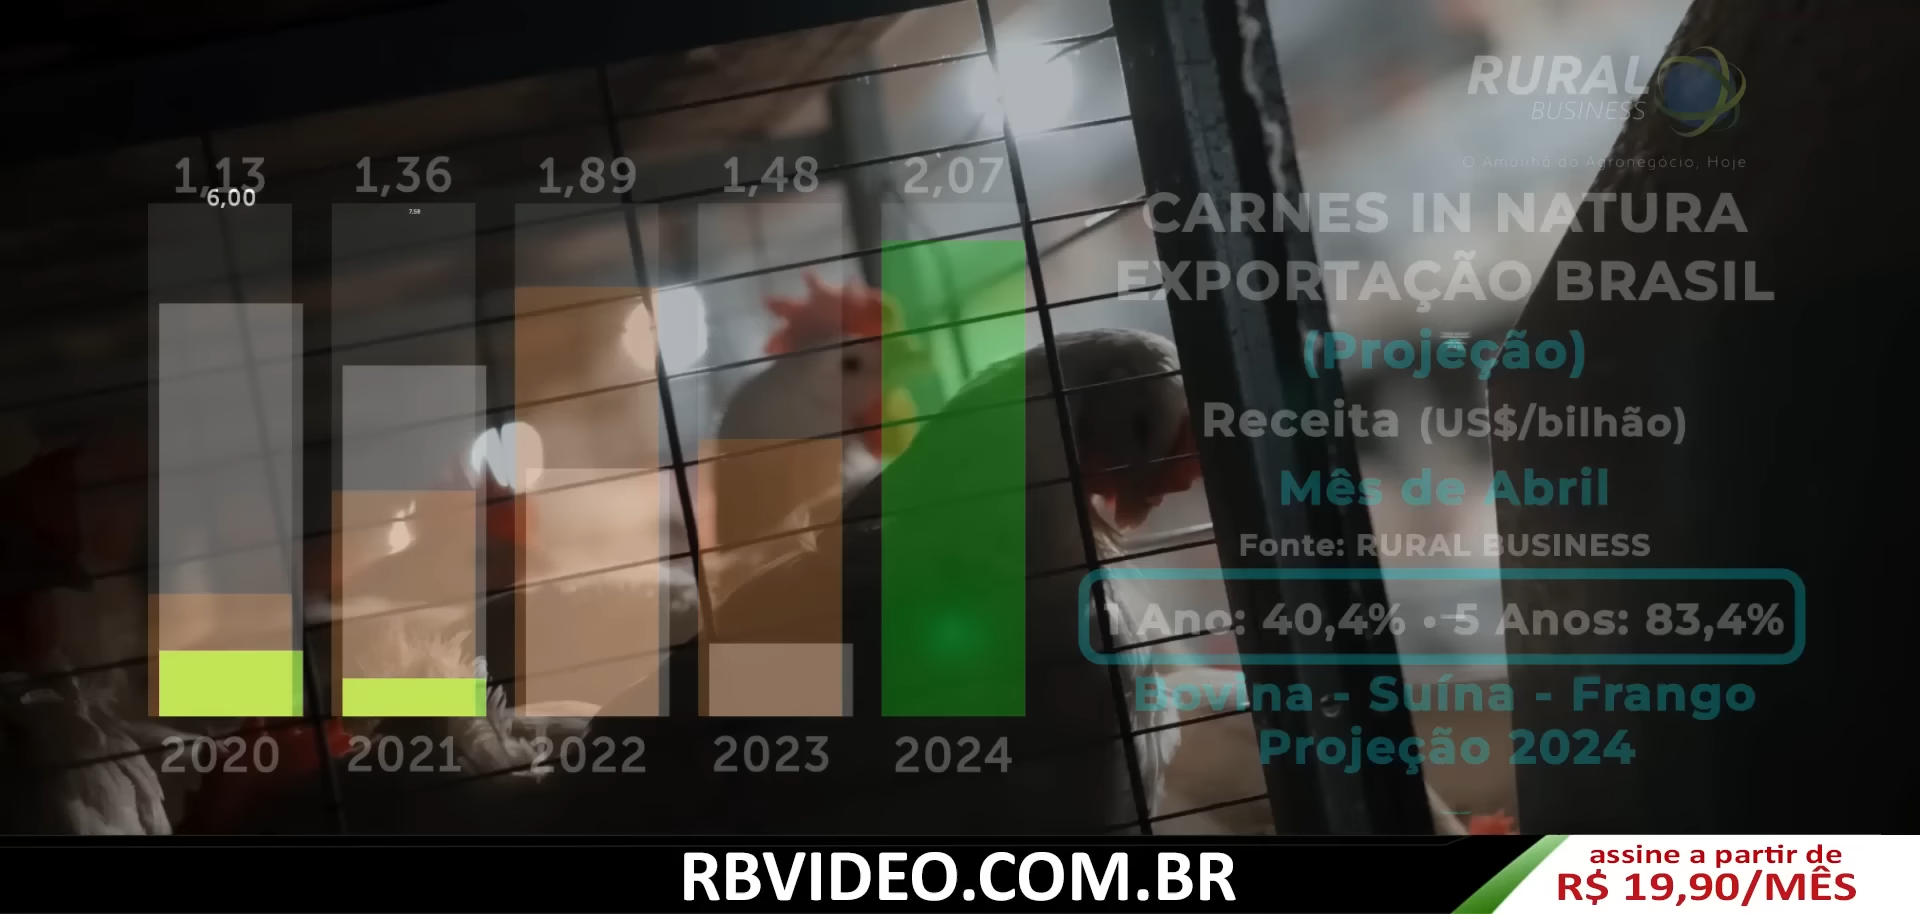 RURAL
BUSINESS
O Amanhã do Agronegócio, Hoje
1,13
1,36
1,89
1,48
2,07
6,00
7,58
CARNES IN NATURA
EXPORTAÇÃO BRASIL
(Projeção)
Receita (US$/bilhão)
Mês de Abril
Fonte: RURAL BUSINESS
1 Ano: 40,4% • 5 Anos: 83,4%
Bovina - Suína - Frango
Projeção 2024
2020
2021
2022
2023
2024
RBVIDEO.COM.BR
assine a partir de
R$ 19,90/MÊS